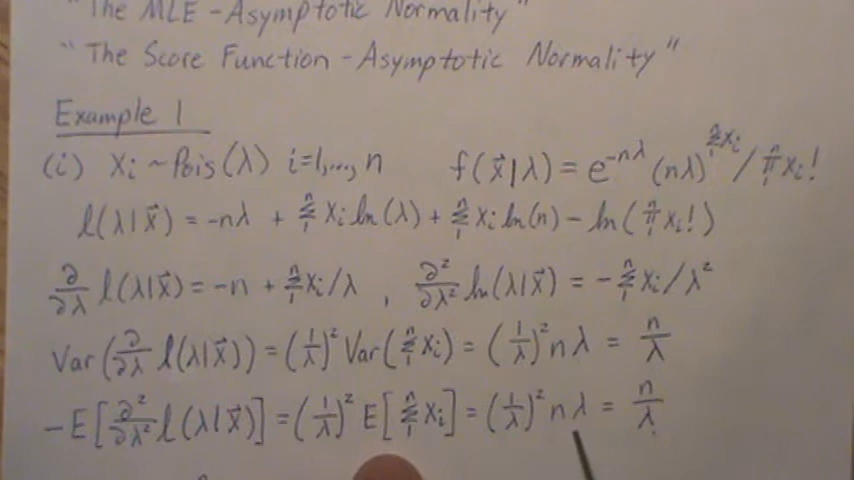 "The MLE - Asymptotic Normality"
"The Score Function - Asymptotic Normality"
Example 1
(i) Xi ~ Pois(λ) i=1,..., n f(x⃗|λ) = e^{-nλ} (nλ)^{Σ₁ⁿ xi} / Π₁ⁿ xi!
l(λ|x⃗) = -nλ + Σ₁ⁿ xi ln(λ) + Σ₁ⁿ xi ln(n) - ln(Π₁ⁿ xi!)
∂/∂λ l(λ|x⃗) = -n + Σ₁ⁿ xi/λ , ∂²/∂λ² ln(λ|x⃗) = - Σ₁ⁿ xi/λ²
Var(∂/∂λ l(λ|x⃗)) = (1/λ)² Var(Σ₁ⁿ xi) = (1/λ)² nλ = n/λ
-E[∂²/∂λ² l(λ|x⃗)] = (1/λ)² E[Σ₁ⁿ xi] = (1/λ)² nλ = n/λ